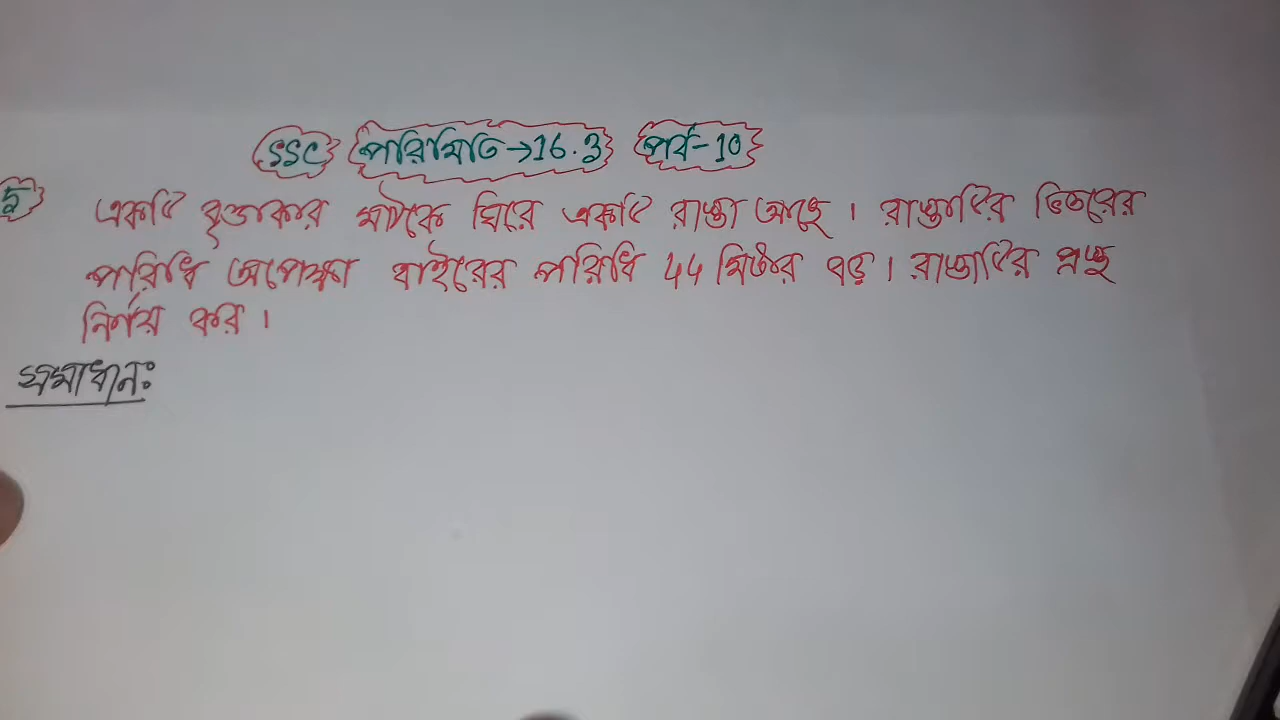 SSC পরিমিতি→16.3 পর্ব-10
5 একটি বৃত্তাকার মাঠকে ঘিরে একটি রাস্তা আছে। রাস্তাটির ভিতরের
পরিধি অপেক্ষা বাইরের পরিধি 44 মিটার বড়। রাস্তাটির প্রস্থ
নির্ণয় কর।
সমাধানঃ